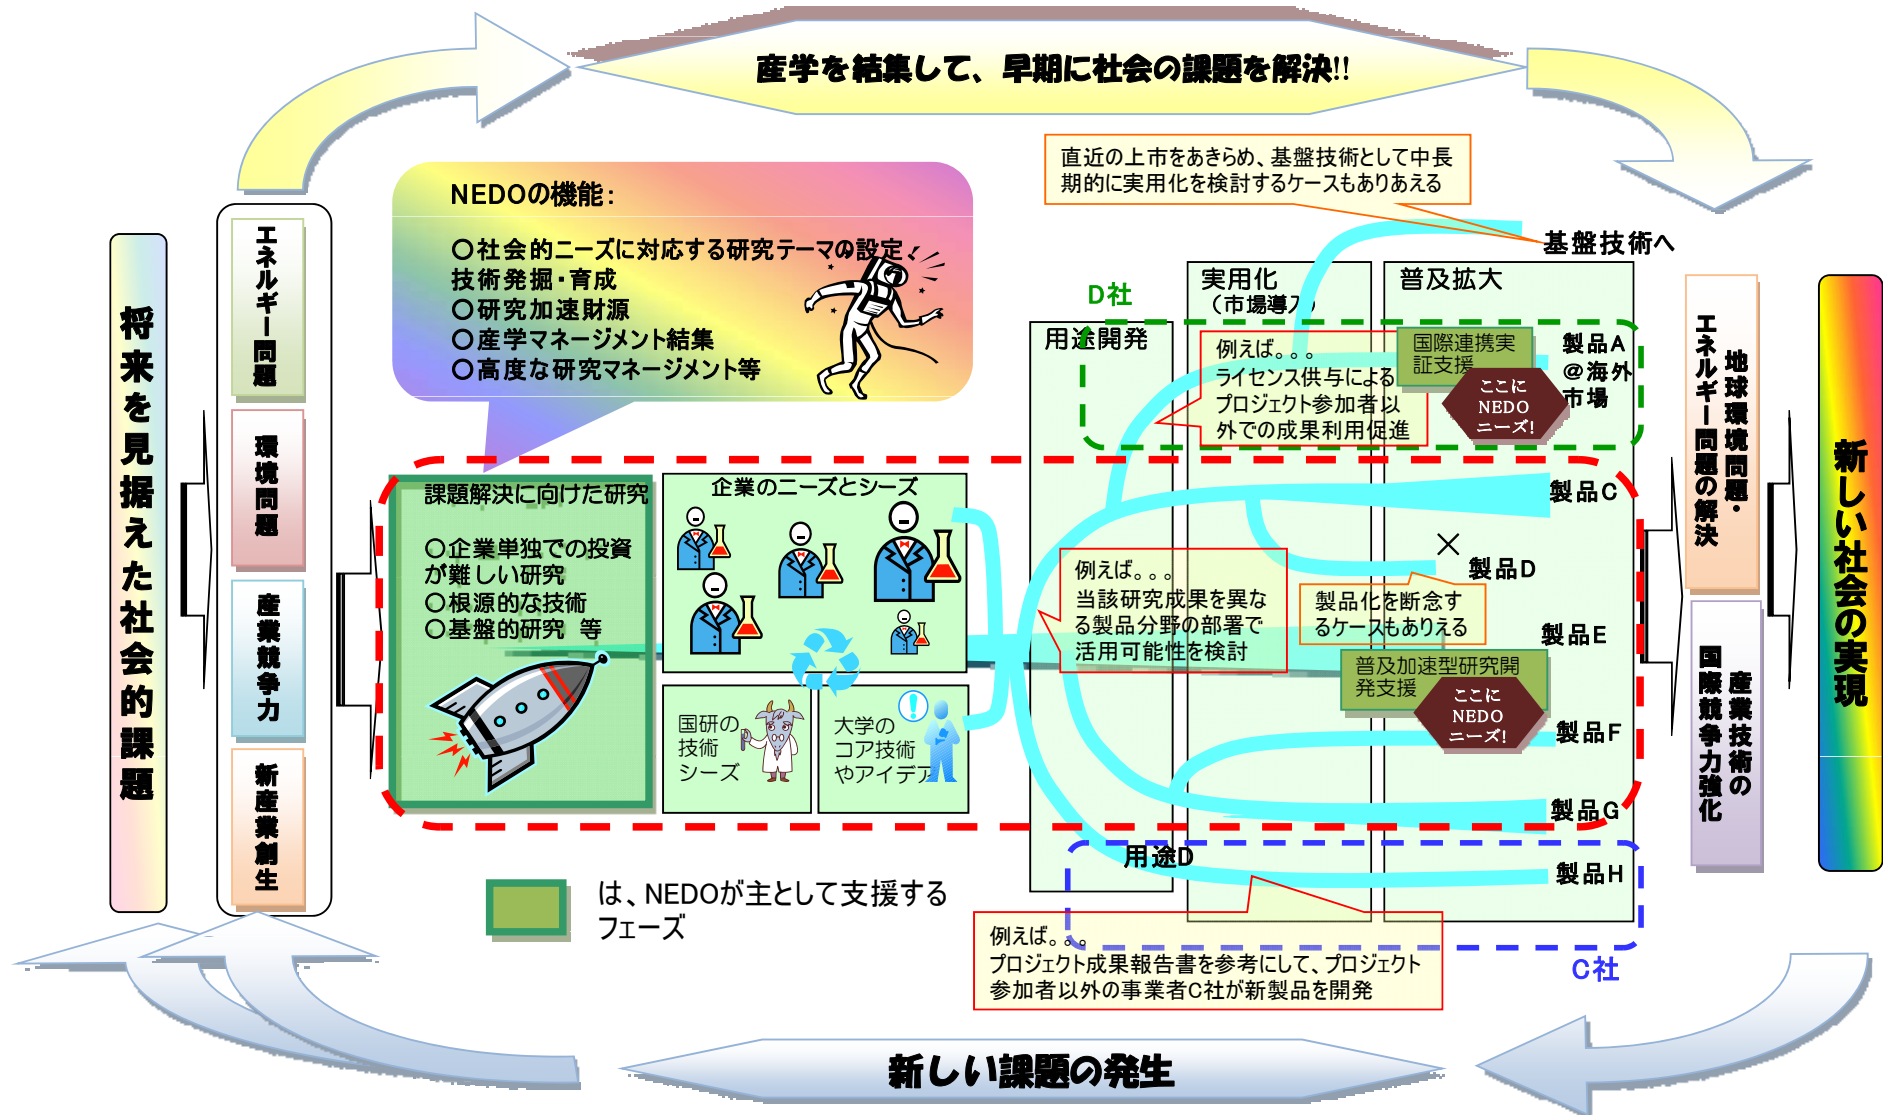 産学を結集して、早期に社会の課題を解決!!
直近の上市をあきらめ、基盤技術として中長
期的に実用化を検討するケースもありあえる
NEDOの機能：
○社会的ニーズに対応する研究テーマの設定、
技術発掘・育成
○研究加速財源
○産学マネージメント結集
○高度な研究マネージメント等
将来を見据えた社会的課題
エネルギー問題
環境問題
産業競争力
新産業創生
課題解決に向けた研究
○企業単独での投資
が難しい研究
○根源的な技術
○基盤的研究 等
企業のニーズとシーズ
国研の
技術
シーズ
大学の
コア技術
やアイデア
基盤技術へ
D社
用途開発
実用化
（市場導入）
普及拡大
例えば。。。
ライセンス供与による
プロジェクト参加者以
外での成果利用促進
国際連携実
証支援
ここに
NEDO
ニーズ!
製品A
＠海外
市場
製品C
例えば。。。
当該研究成果を異な
る製品分野の部署で
活用可能性を検討
×
製品D
製品化を断念す
るケースもありえる
製品E
普及加速型研究開
発支援
ここに
NEDO
ニーズ!
製品F
製品G
用途D
製品H
例えば。。。
プロジェクト成果報告書を参考にして、プロジェクト
参加者以外の事業者C社が新製品を開発
C社
は、NEDOが主として支援する
フェーズ
地球環境問題・
エネルギー問題の解決
産業技術の
国際競争力強化
新しい社会の実現
新しい課題の発生